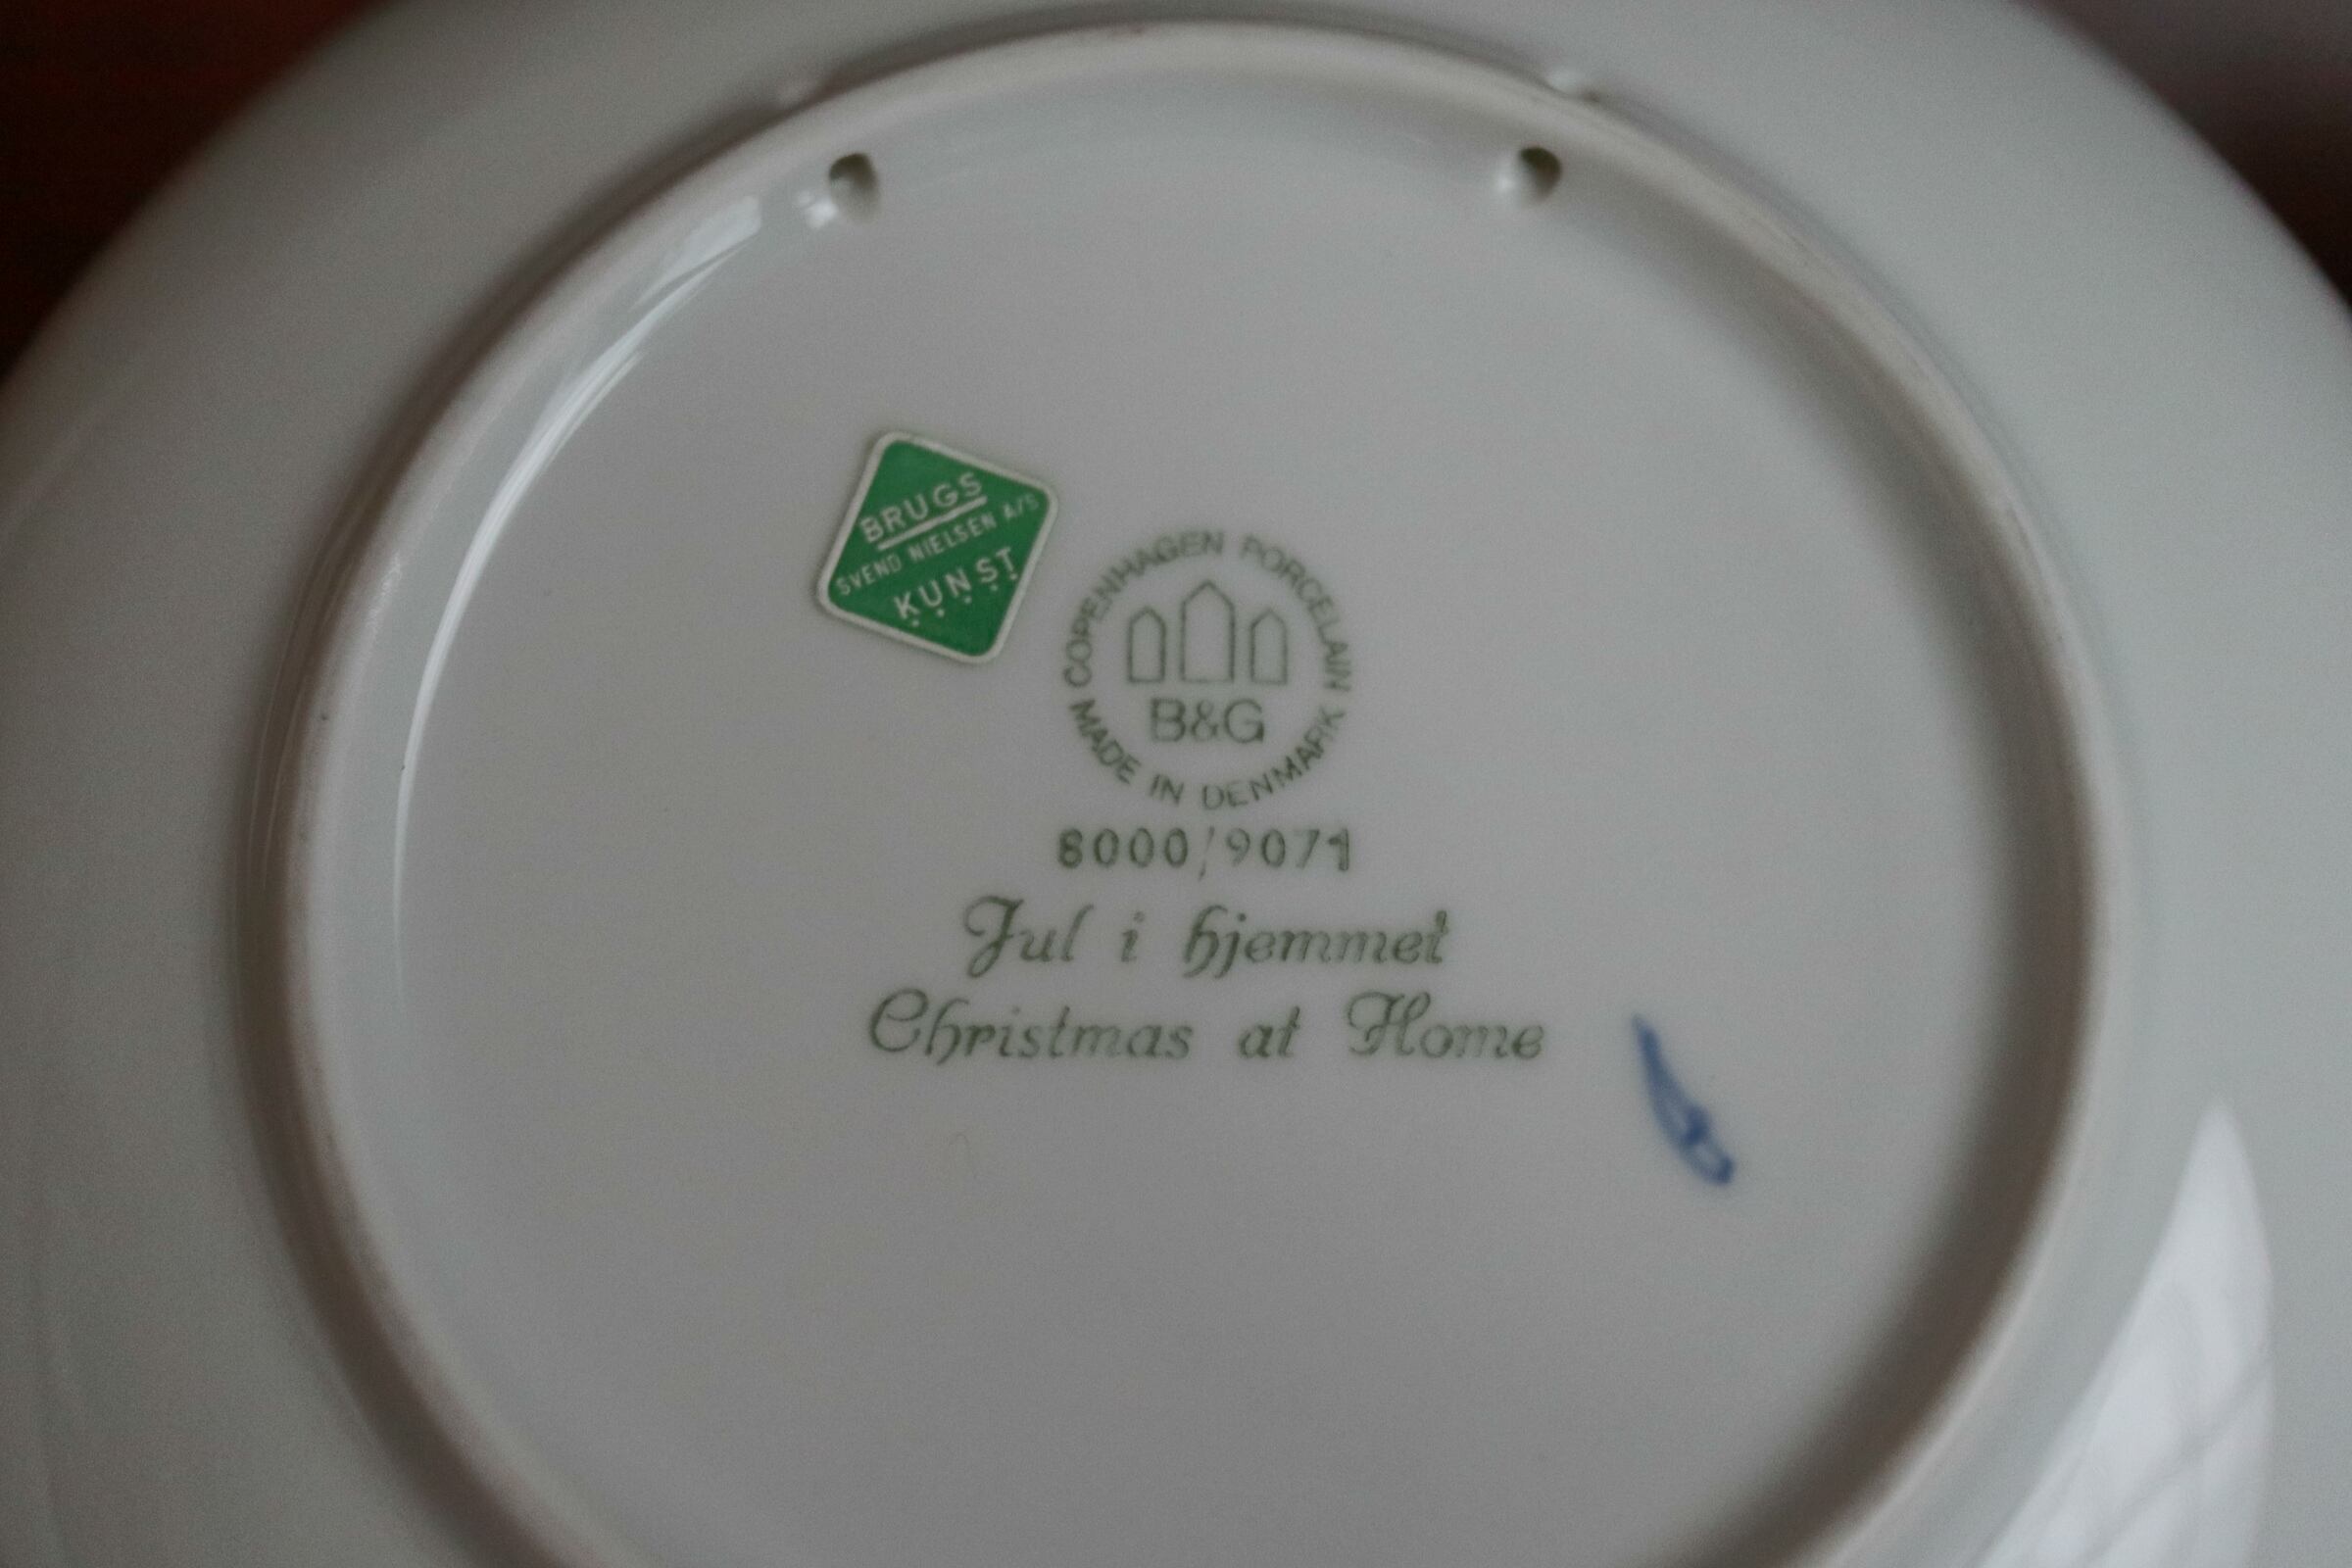 BRUGS
SVEND NIELSEN A/S
KUNST
COPENHAGEN PORCELAIN
B&G
MADE IN DENMARK
8000/9071
Jul i hjemmet
Christmas at Home